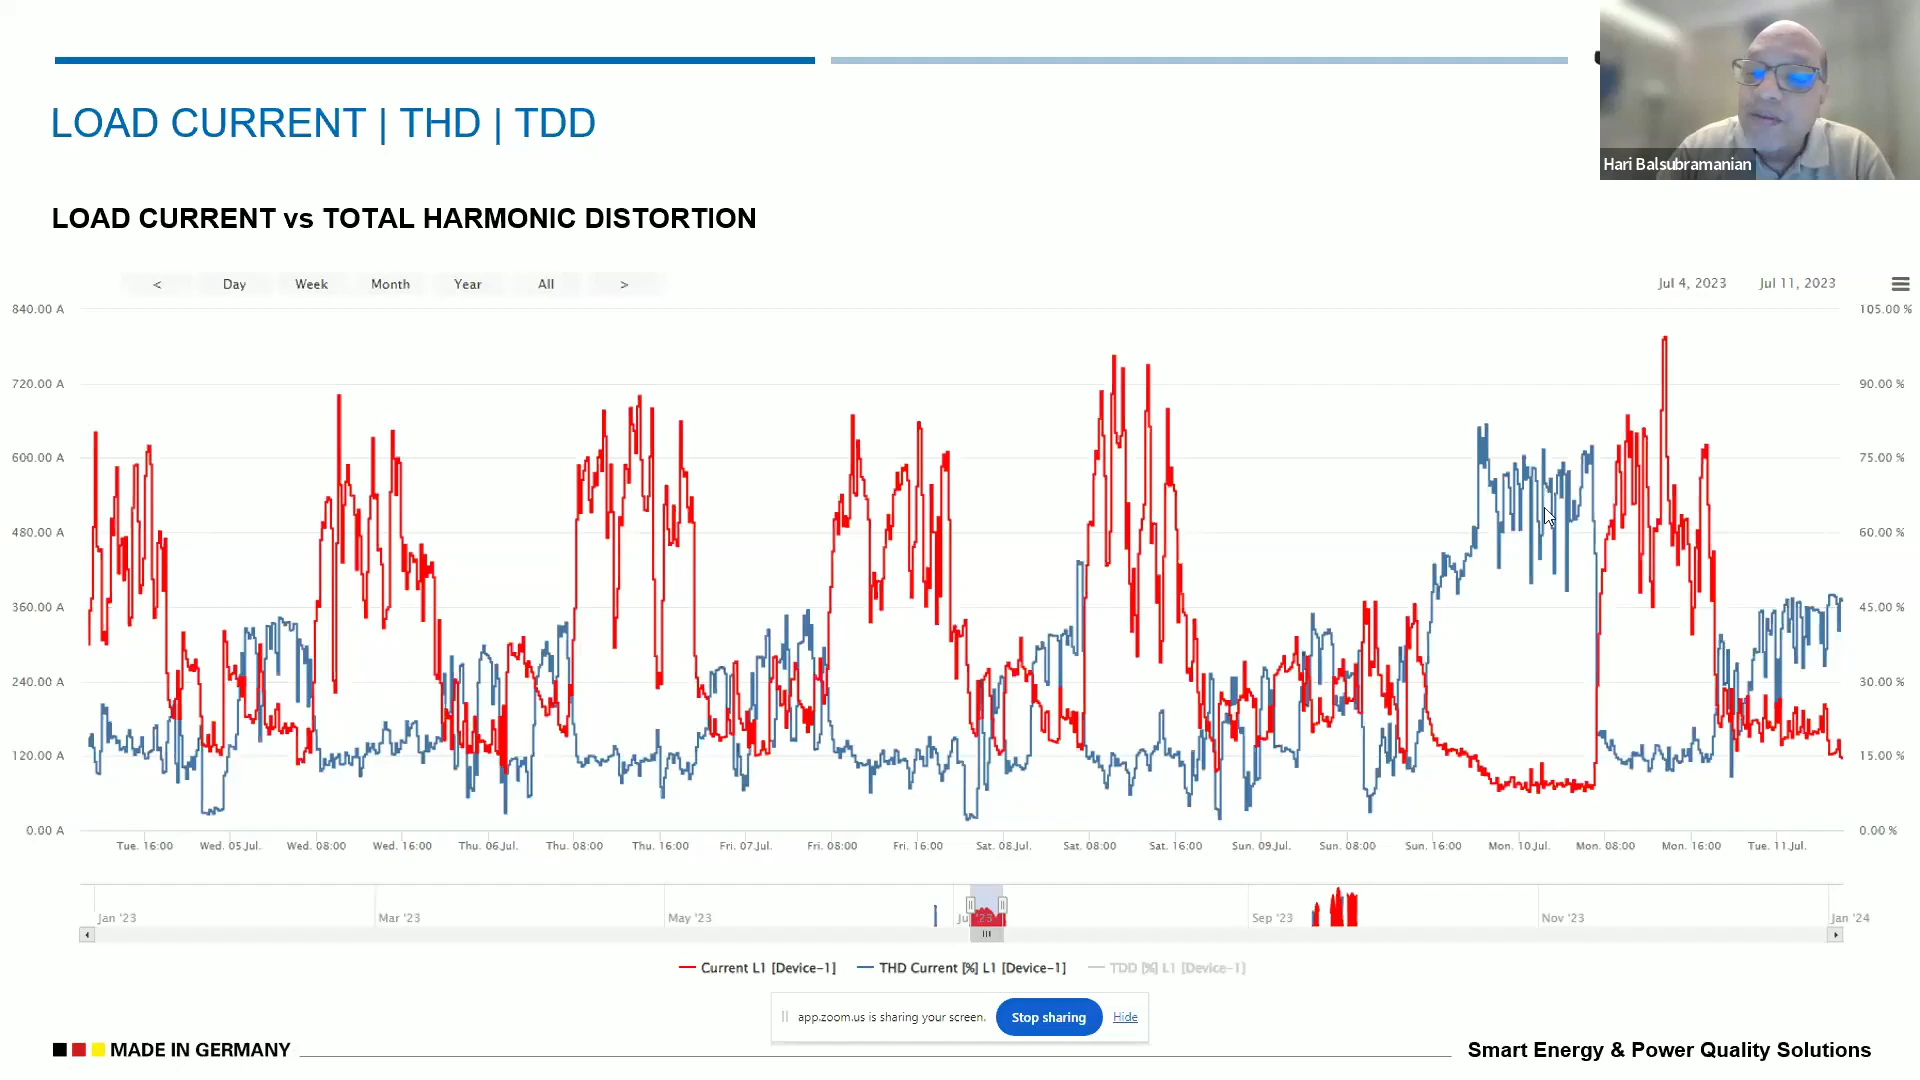 LOAD CURRENT | THD | TDD
Hari Balsubramanian
LOAD CURRENT vs TOTAL HARMONIC DISTORTION
< Day Week Month Year All >
Jul 4, 2023 Jul 11, 2023
840.00 A 105.00 %
720.00 A 90.00 %
600.00 A 75.00 %
480.00 A 60.00 %
360.00 A 45.00 %
240.00 A 30.00 %
120.00 A 15.00 %
0.00 A 0.00 %
Tue. 16:00 Wed. 05 Jul. Wed. 08:00 Wed. 16:00 Thu. 06 Jul. Thu. 08:00 Thu. 16:00 Fri. 07 Jul. Fri. 08:00 Fri. 16:00 Sat. 08 Jul. Sat. 08:00 Sat. 16:00 Sun. 09 Jul. Sun. 08:00 Sun. 16:00 Mon. 10 Jul. Mon. 08:00 Mon. 16:00 Tue. 11 Jul.
Jan '23 Mar '23 May '23 Ju '23 Sep '23 Nov '23 Jan '24
Current L1 [Device-1] THD Current [%] L1 [Device-1] TDD [%] L1 [Device-1]
app.zoom.us is sharing your screen. Stop sharing Hide
MADE IN GERMANY
Smart Energy & Power Quality Solutions